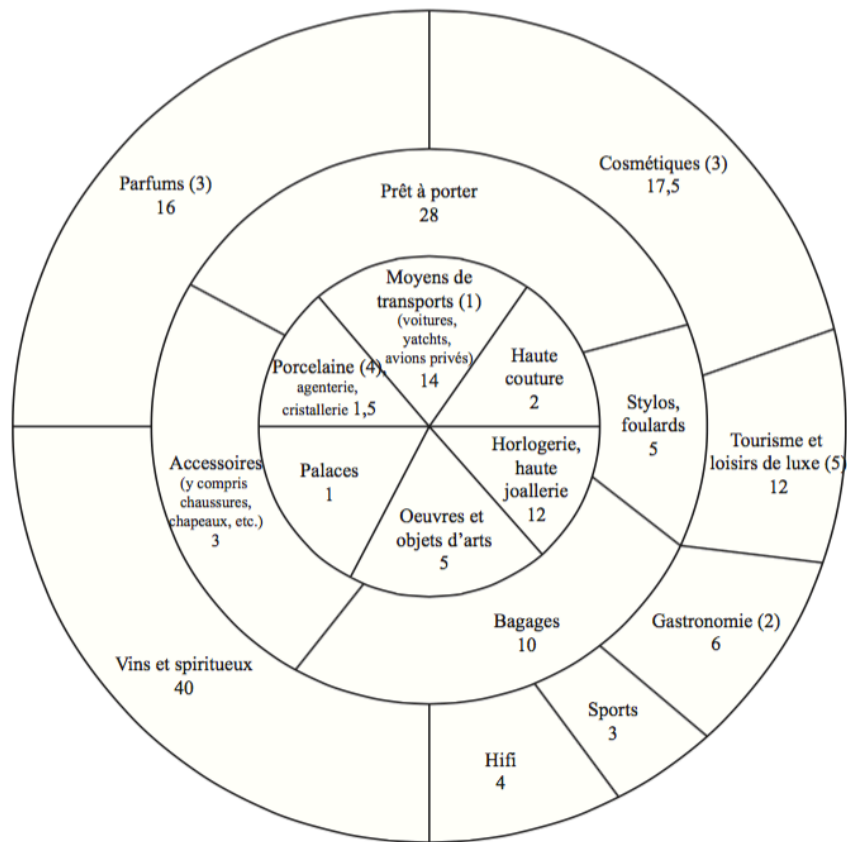 Cosmétiques (3)
17,5
Parfums (3)
16
Prêt à porter
28
Moyens de
transports (1)
(voitures,
yatchts,
avions privés)
14
Porcelaine (4),
agenterie,
cristallerie 1,5
Haute
couture
2
Stylos,
foulards
5
Tourisme et
loisirs de luxe (5)
12
Accessoires
(y compris
chaussures,
chapeaux, etc.)
3
Palaces
1
Horlogerie,
haute
joallerie
12
Oeuvres et
objets d’arts
5
Bagages
10
Gastronomie (2)
6
Vins et spiritueux
40
Sports
3
Hifi
4